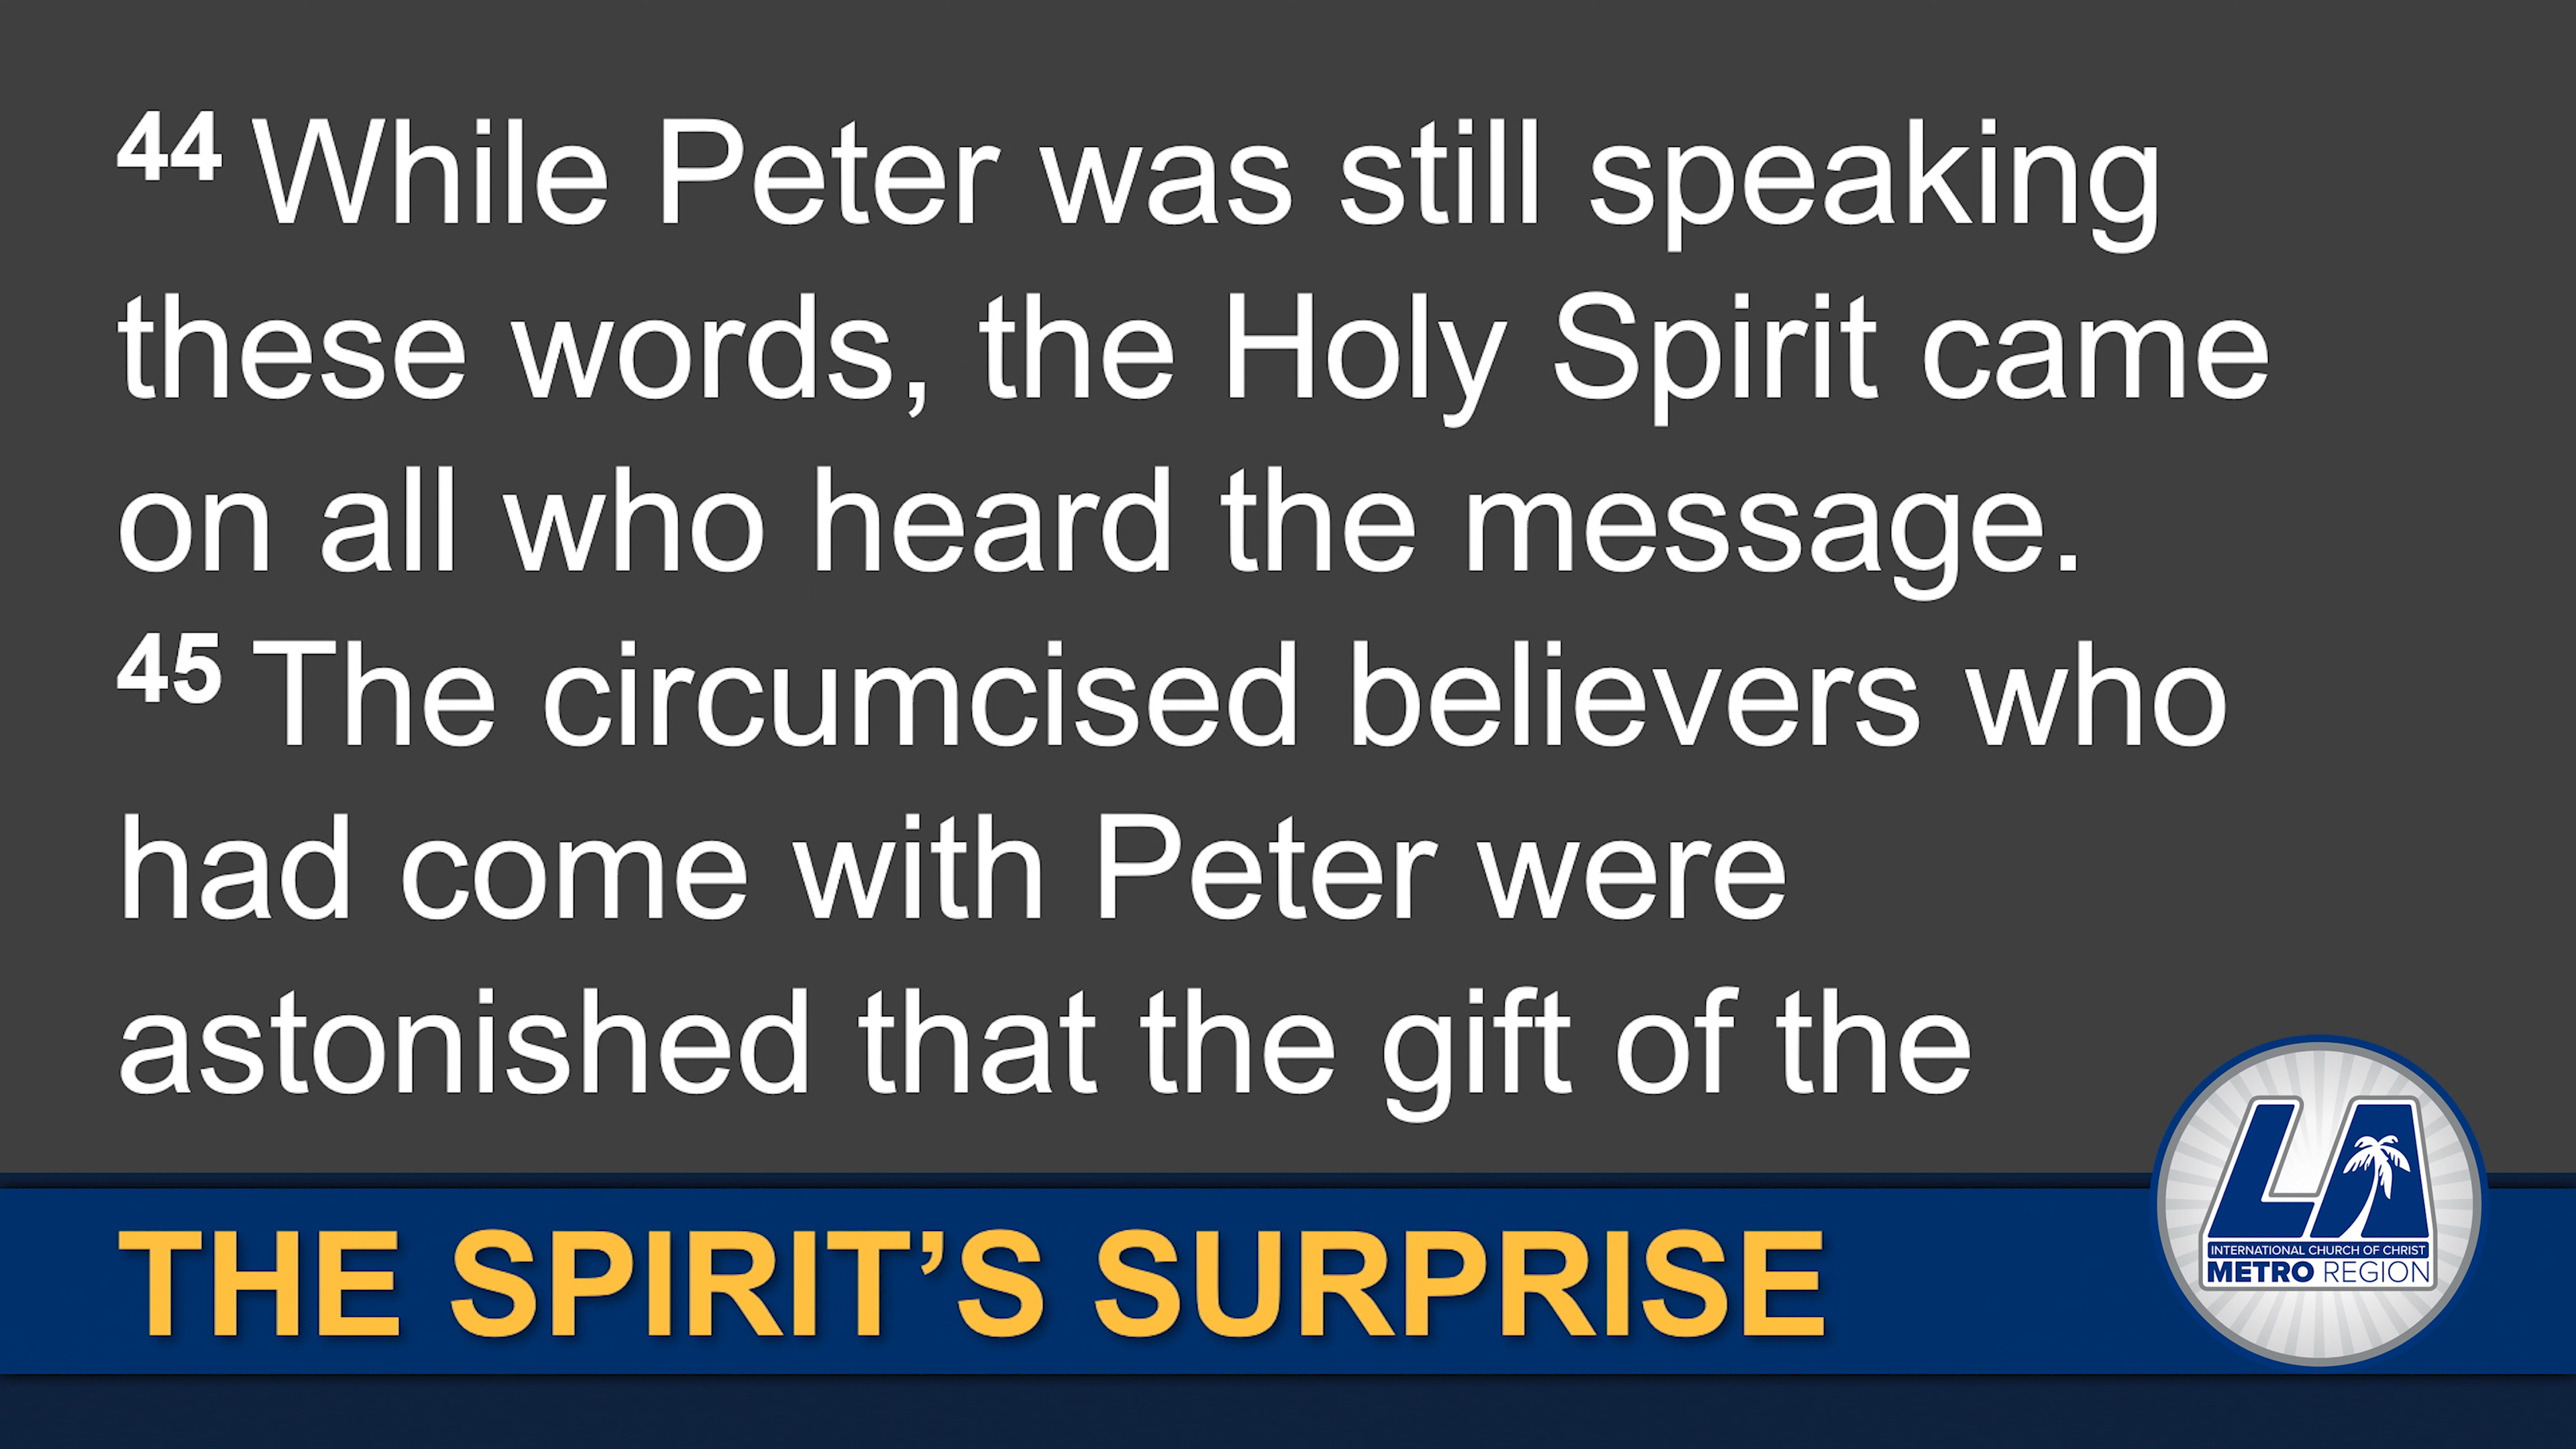 44 While Peter was still speaking
these words, the Holy Spirit came
on all who heard the message.
45 The circumcised believers who
had come with Peter were
astonished that the gift of the
THE SPIRIT’S SURPRISE
LA
INTERNATIONAL CHURCH OF CHRIST
METRO REGION